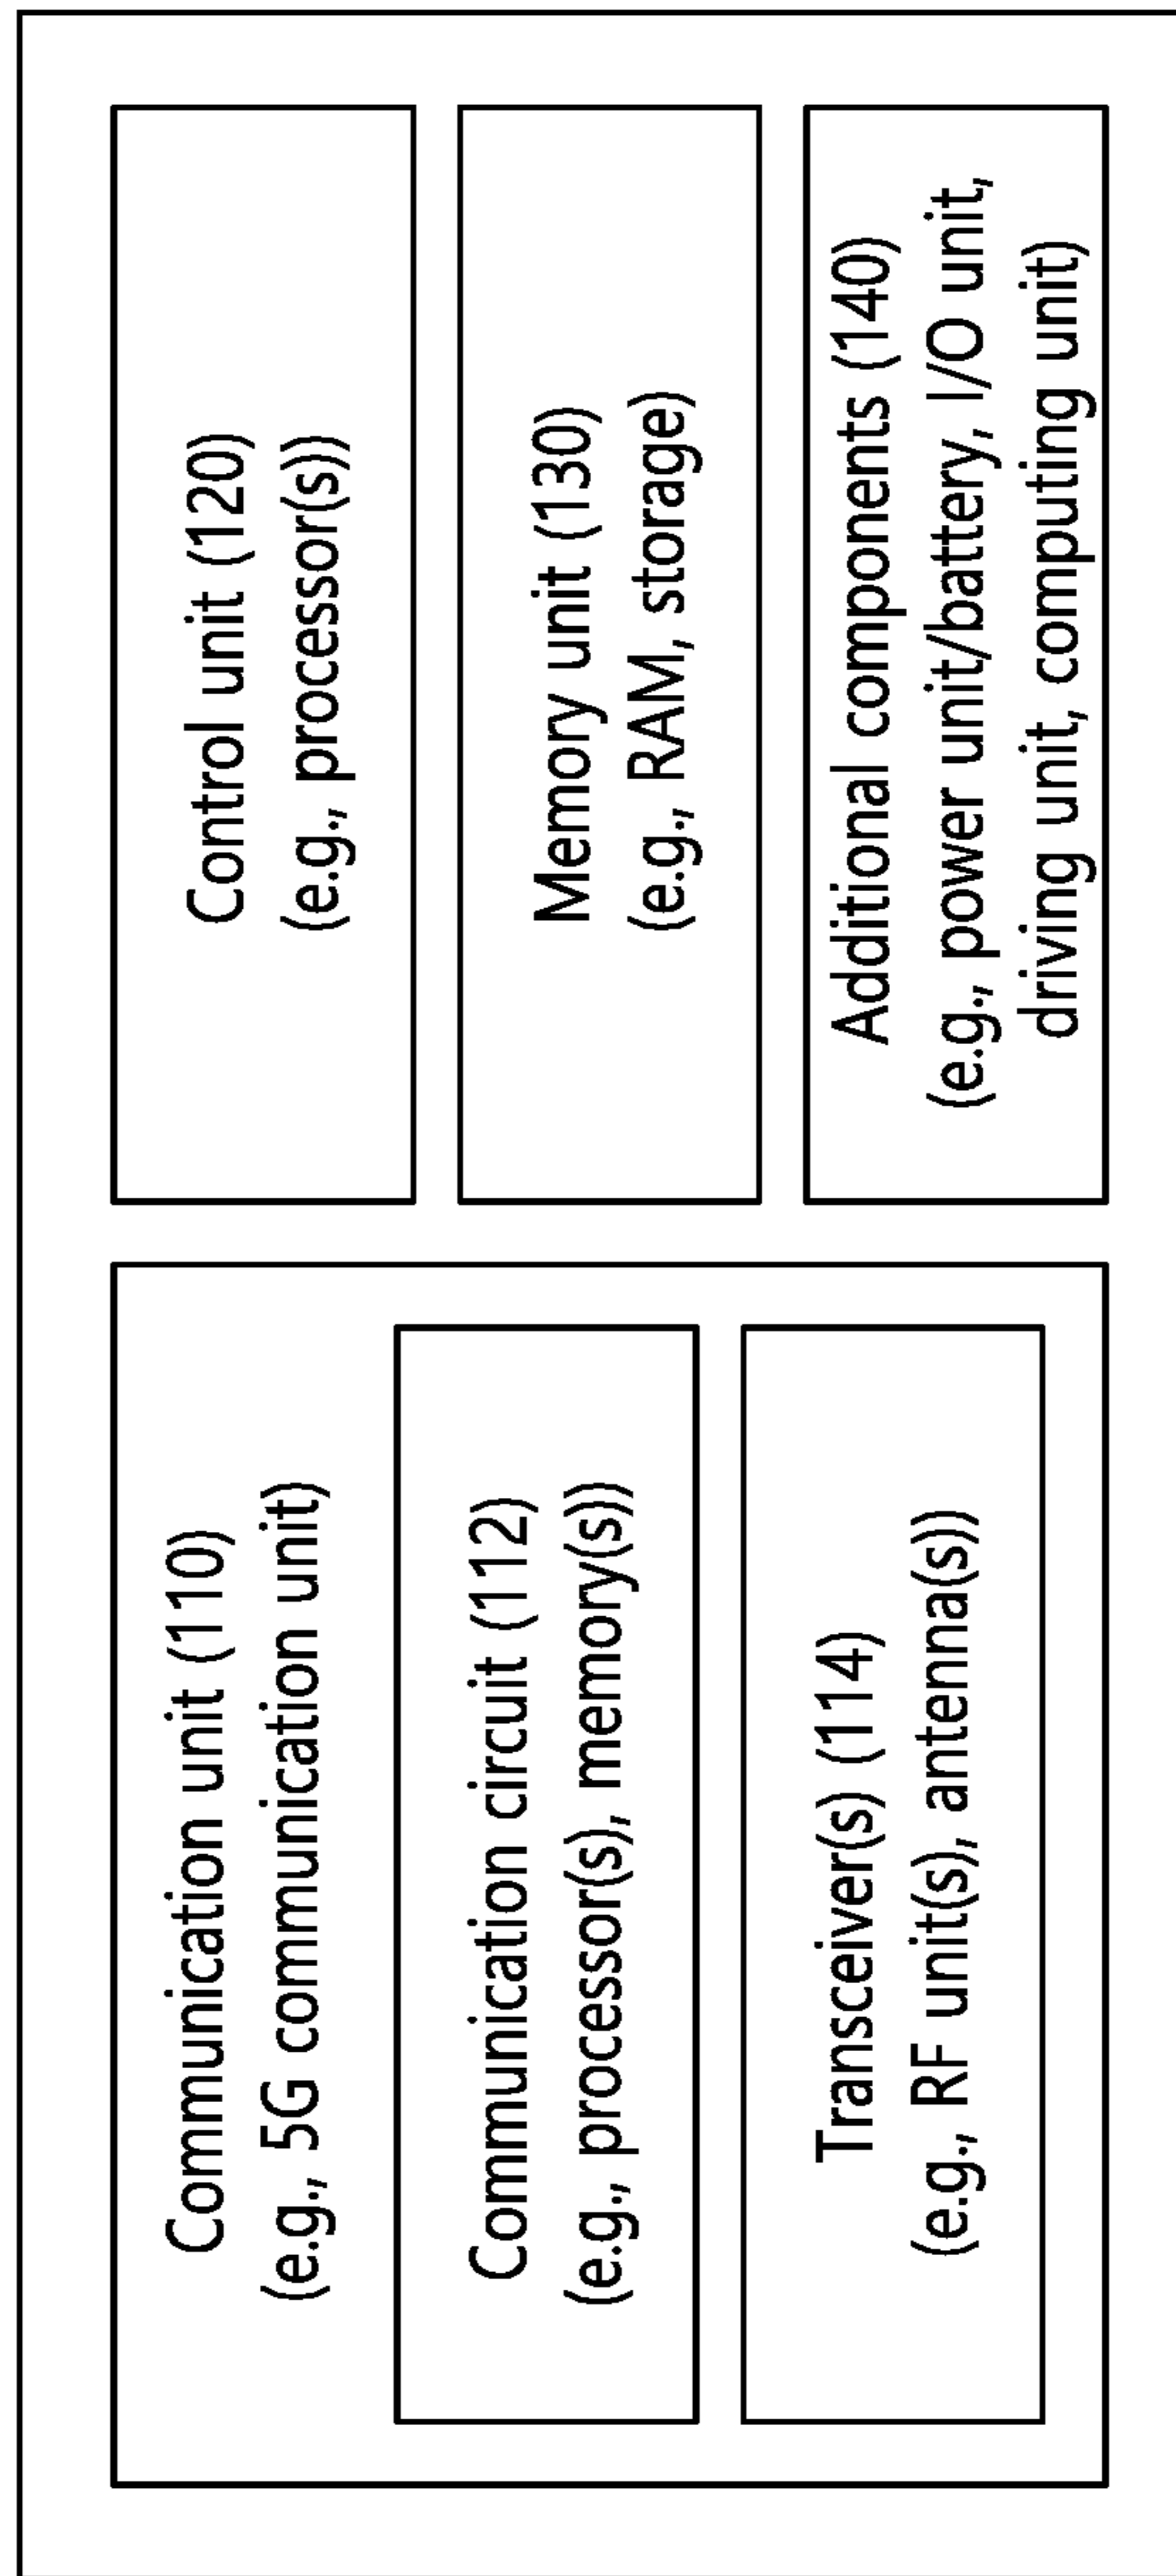 Communication unit (110)
(e.g., 5G communication unit)
Communication circuit (112)
(e.g., processor(s), memory(s))
Transceiver(s) (114)
(e.g., RF unit(s), antenna(s))
Control unit (120)
(e.g., processor(s))
Memory unit (130)
(e.g., RAM, storage)
Additional components (140)
(e.g., power unit/battery, I/O unit,
driving unit, computing unit)